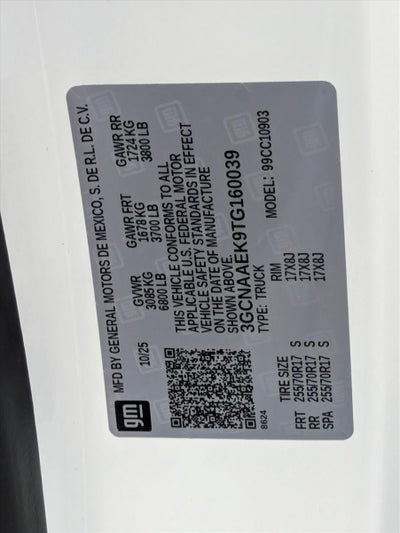 gm
MFD BY GENERAL MOTORS DE MEXICO, S. DE R.L. DE C.V.
10/25
GVWR GAWR FRT GAWR RR
3085 KG 1678 KG 1724 KG
6800 LB 3700 LB 3800 LB
THIS VEHICLE CONFORMS TO ALL
APPLICABLE U.S. FEDERAL MOTOR
VEHICLE SAFETY STANDARDS IN EFFECT
ON THE DATE OF MANUFACTURE
SHOWN ABOVE.
3GCNAAEK9TG160039
TYPE: TRUCK MODEL: 99CC10903
8624
TIRE SIZE RIM
FRT 255/70R17 S 17X8J
RR 255/70R17 S 17X8J
SPA 255/70R17 S 17X8J